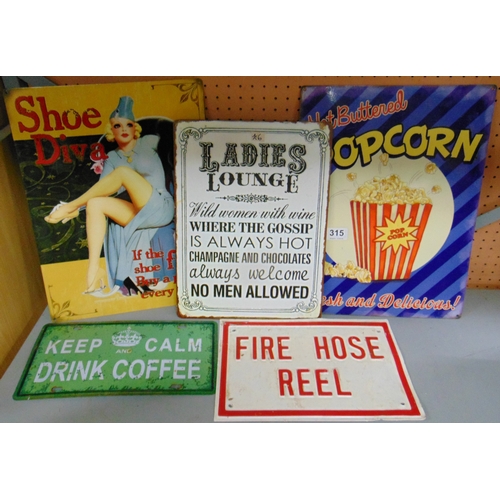 Shoe
Diva
If the
shoe
Buy
every
LADIES
LOUNGE
Wild women with wine
WHERE THE GOSSIP
IS ALWAYS HOT
CHAMPAGNE AND CHOCOLATES
always welcome
NO MEN ALLOWED
Hot Buttered
POPCORN
315
POP
CORN
and Delicious!
KEEP CALM
AND
DRINK COFFEE
FIRE HOSE
REEL